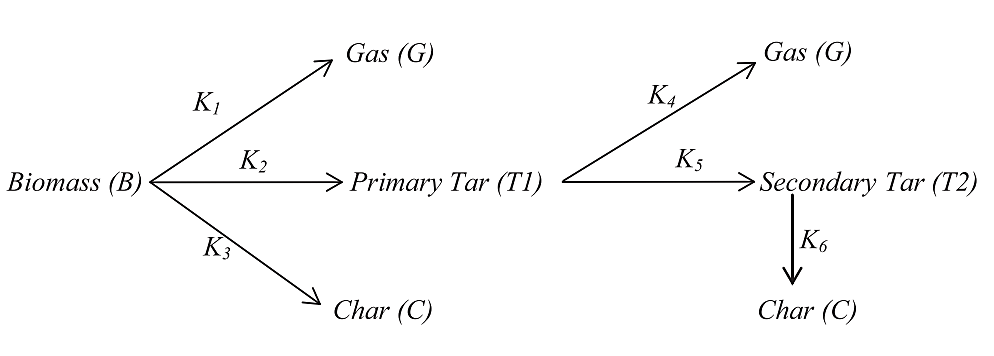 Gas (G)
Gas (G)
K1
K4
K2
K5
Biomass (B)
Primary Tar (T1)
Secondary Tar (T2)
K3
K6
Char (C)
Char (C)